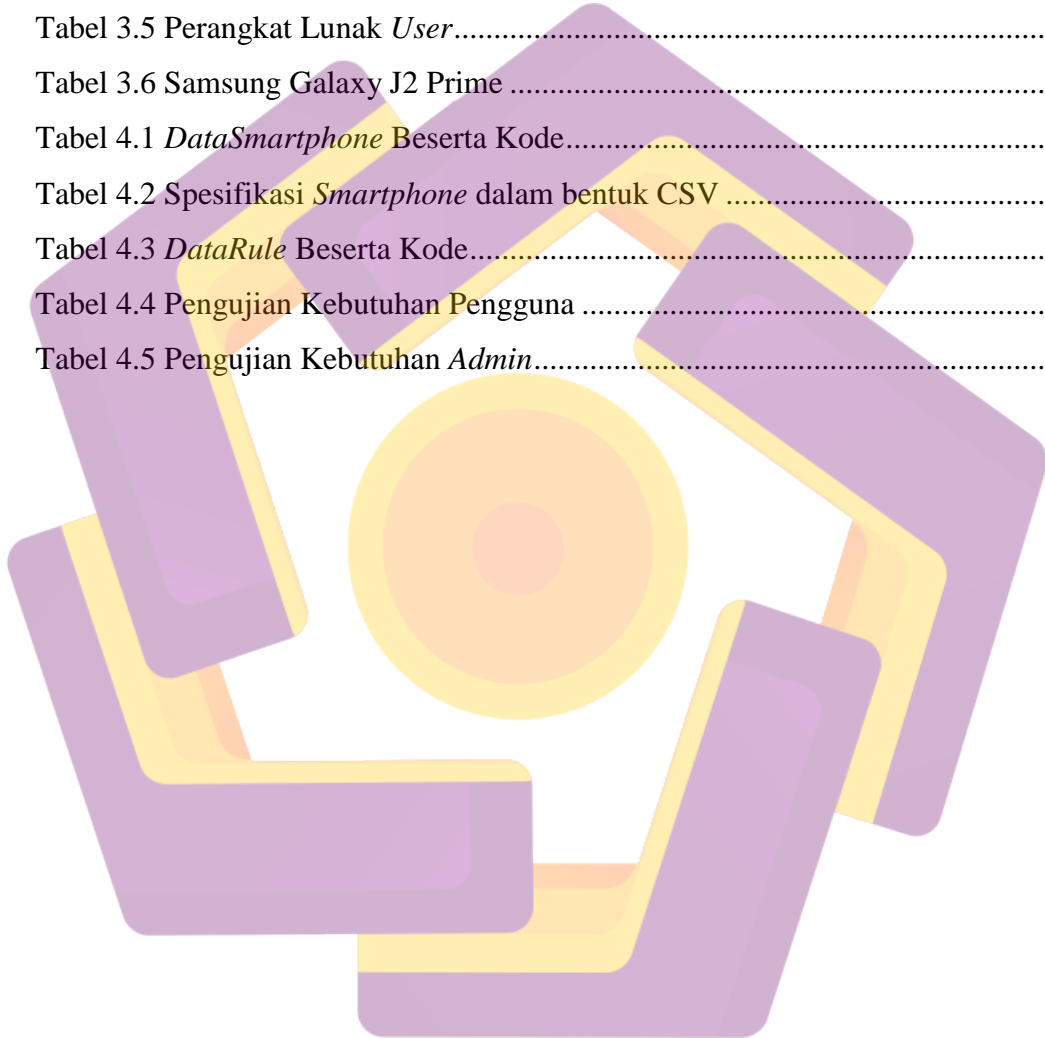 Tabel 3.5 Perangkat Lunak User....................................................................................
Tabel 3.6 Samsung Galaxy J2 Prime ..............................................................................
Tabel 4.1 DataSmartphone Beserta Kode......................................................................
Tabel 4.2 Spesifikasi Smartphone dalam bentuk CSV ..................................................
Tabel 4.3 DataRule Beserta Kode..................................................................................
Tabel 4.4 Pengujian Kebutuhan Pengguna ....................................................................
Tabel 4.5 Pengujian Kebutuhan Admin..........................................................................